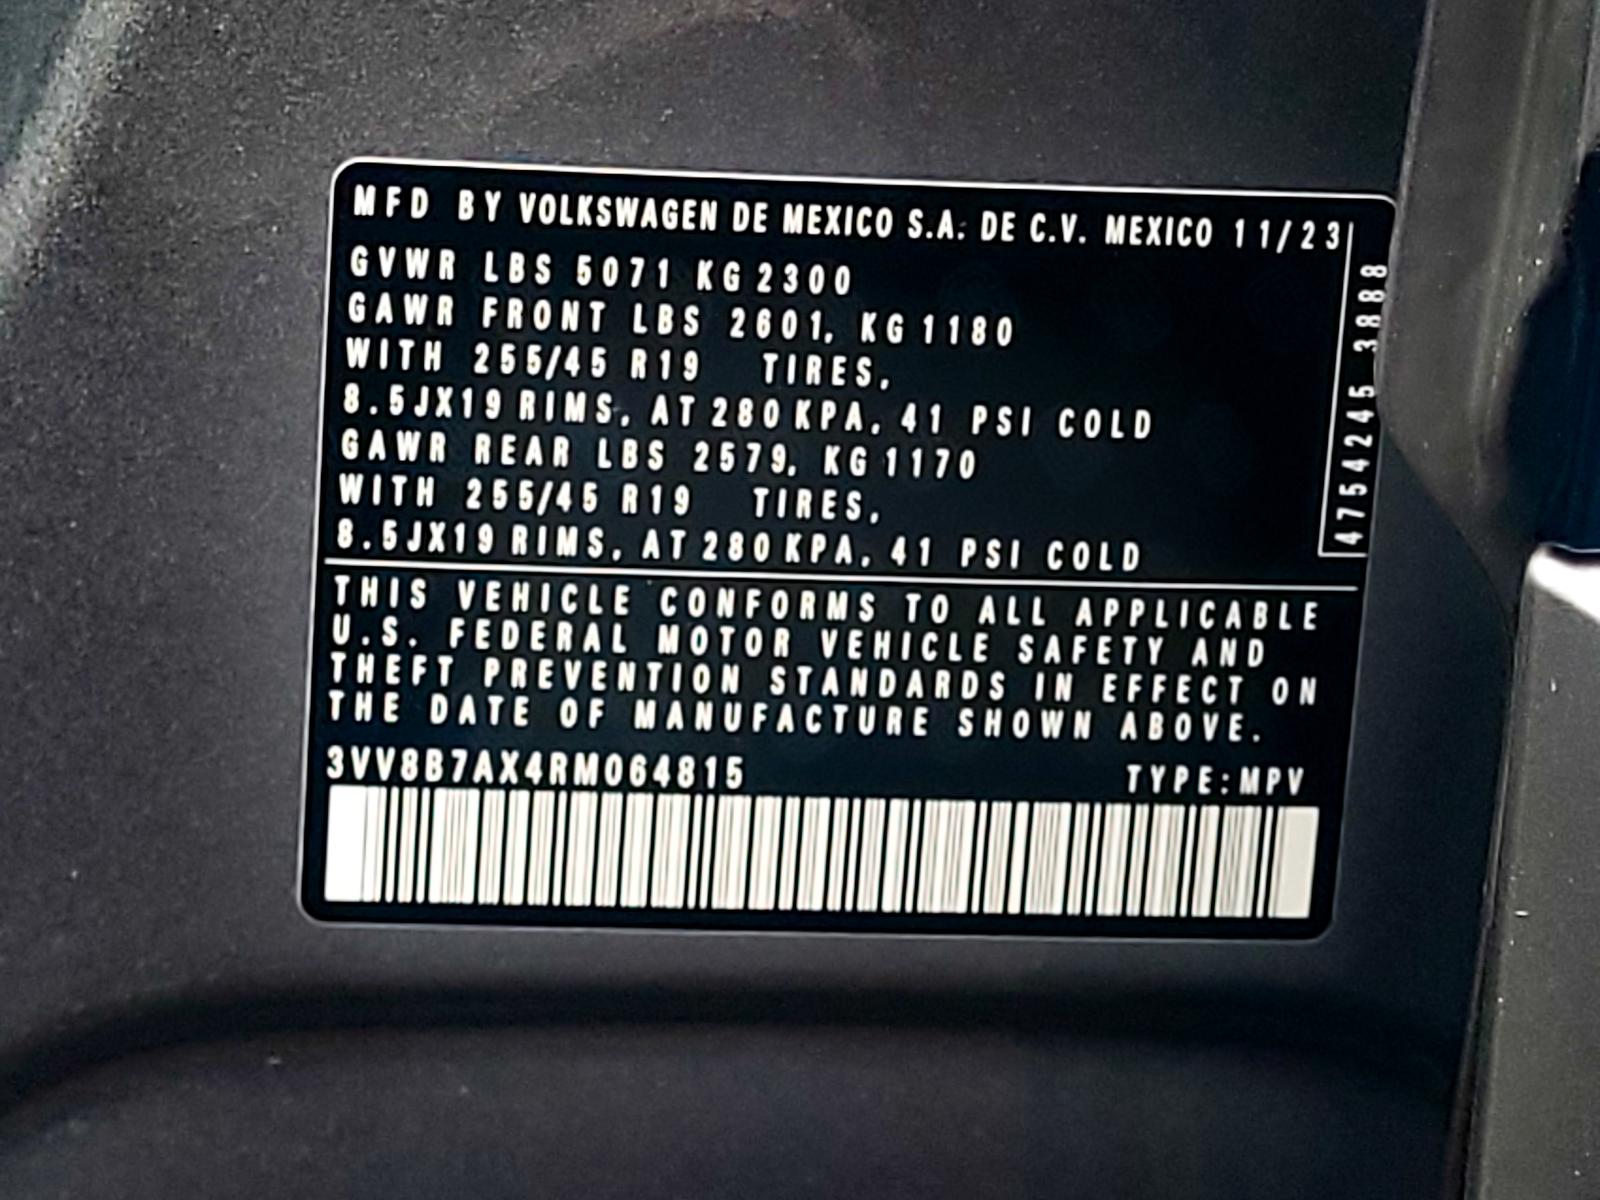 MFD BY VOLKSWAGEN DE MEXICO S.A. DE C.V. MEXICO 11/23
GVWR LBS 5071 KG 2300
GAWR FRONT LBS 2601, KG 1180
WITH 255/45 R19 TIRES,
8.5JX19 RIMS, AT 280 KPA, 41 PSI COLD
GAWR REAR LBS 2579, KG 1170
WITH 255/45 R19 TIRES,
8.5JX19 RIMS, AT 280 KPA, 41 PSI COLD
4754245 3888
THIS VEHICLE CONFORMS TO ALL APPLICABLE
U.S. FEDERAL MOTOR VEHICLE SAFETY AND
THEFT PREVENTION STANDARDS IN EFFECT ON
THE DATE OF MANUFACTURE SHOWN ABOVE.
3VV8B7AX4RM064815 TYPE:MPV